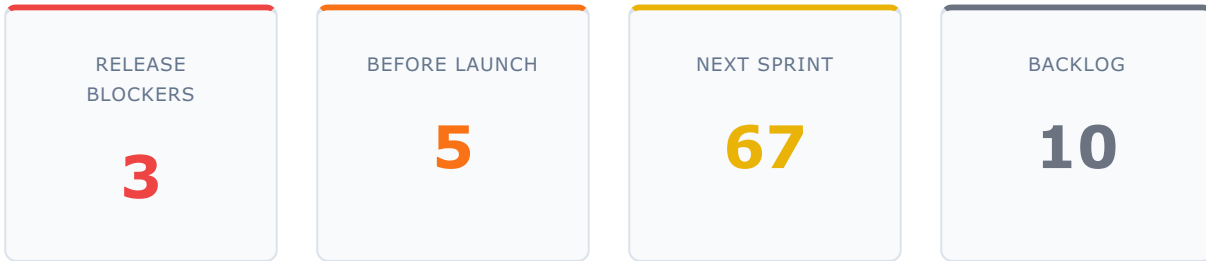 RELEASE
BLOCKERS
3
BEFORE LAUNCH
5
NEXT SPRINT
67
BACKLOG
10